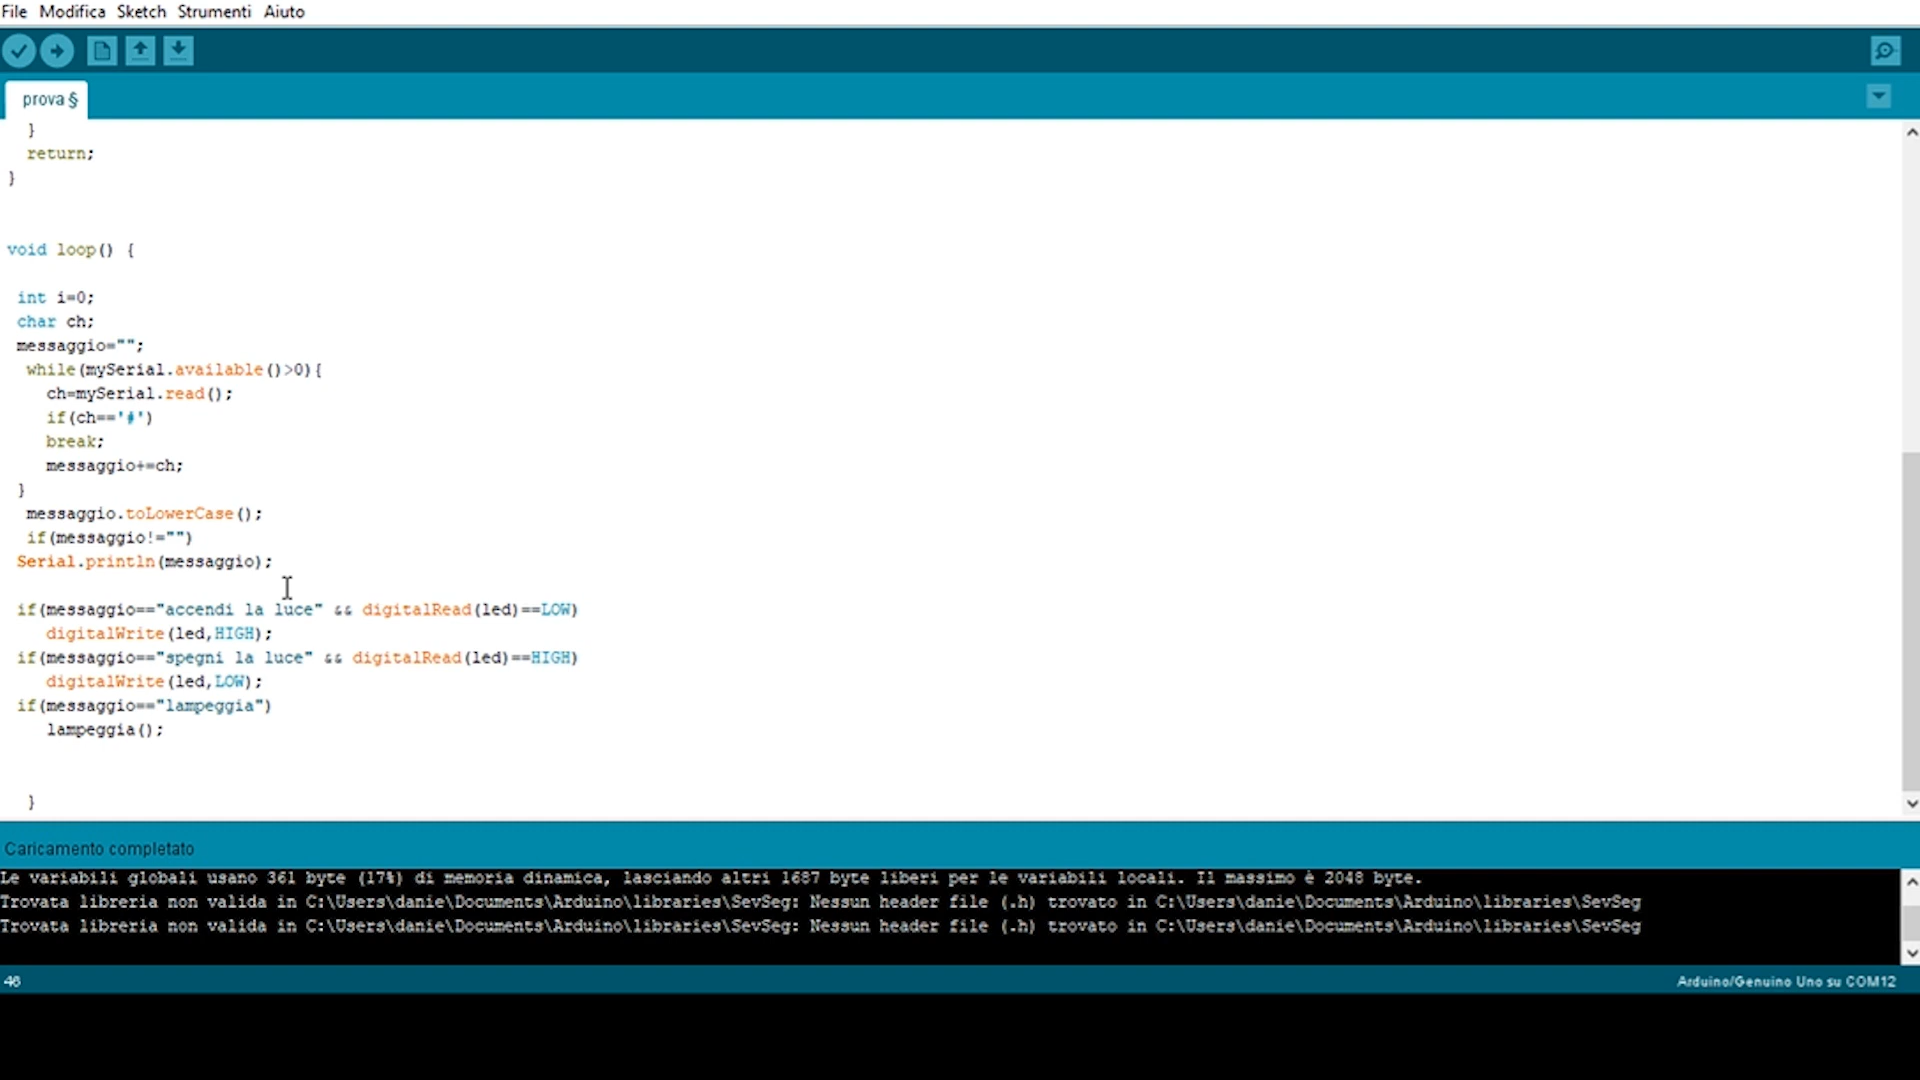 File Modifica Sketch Strumenti Aiuto
prova §
}
return;
}
void loop() {
int i=0;
char ch;
messaggio="";
while(mySerial.available()>0){
ch=mySerial.read();
if(ch=='#')
break;
messaggio+=ch;
}
messaggio.toLowerCase();
if(messaggio!="")
Serial.println(messaggio);
if(messaggio=="accendi la luce" && digitalRead(led)==LOW)
digitalWrite(led,HIGH);
if(messaggio=="spegni la luce" && digitalRead(led)==HIGH)
digitalWrite(led,LOW);
if(messaggio=="lampeggia")
lampeggia();
}
Caricamento completato
Le variabili globali usano 361 byte (17%) di memoria dinamica, lasciando altri 1687 byte liberi per le variabili locali. Il massimo è 2048 byte.
Trovata libreria non valida in C:\Users\danie\Documents\Arduino\libraries\SevSeg: Nessun header file (.h) trovato in C:\Users\danie\Documents\Arduino\libraries\SevSeg
Trovata libreria non valida in C:\Users\danie\Documents\Arduino\libraries\SevSeg: Nessun header file (.h) trovato in C:\Users\danie\Documents\Arduino\libraries\SevSeg
46 Arduino/Genuino Uno su COM12